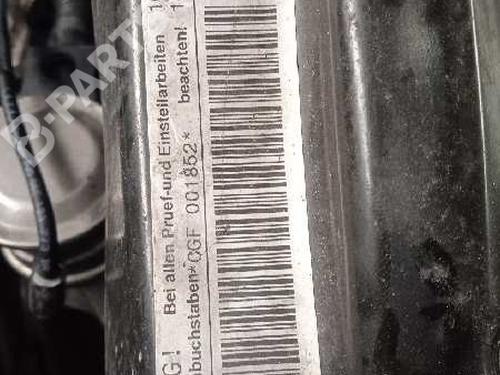 G! Bei allen Pruef-und Einstellarbeiten
buchstaben*CGF 001852* beachten!
B-PARTS